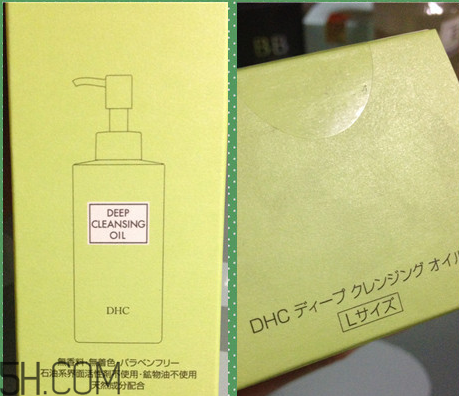 DEEP
CLEANSING
OIL
DHC
無香料・無着色・パラベンフリー
石油系界面活性剤不使用・鉱物油不使用
天然成分配合
5H.COM
BB
DHC ディープ クレンジング オイル
Lサイズ